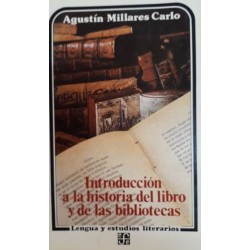 Agustín Millares Carlo
Introducción
a la historia del libro
y de las bibliotecas
Lengua y estudios literarios